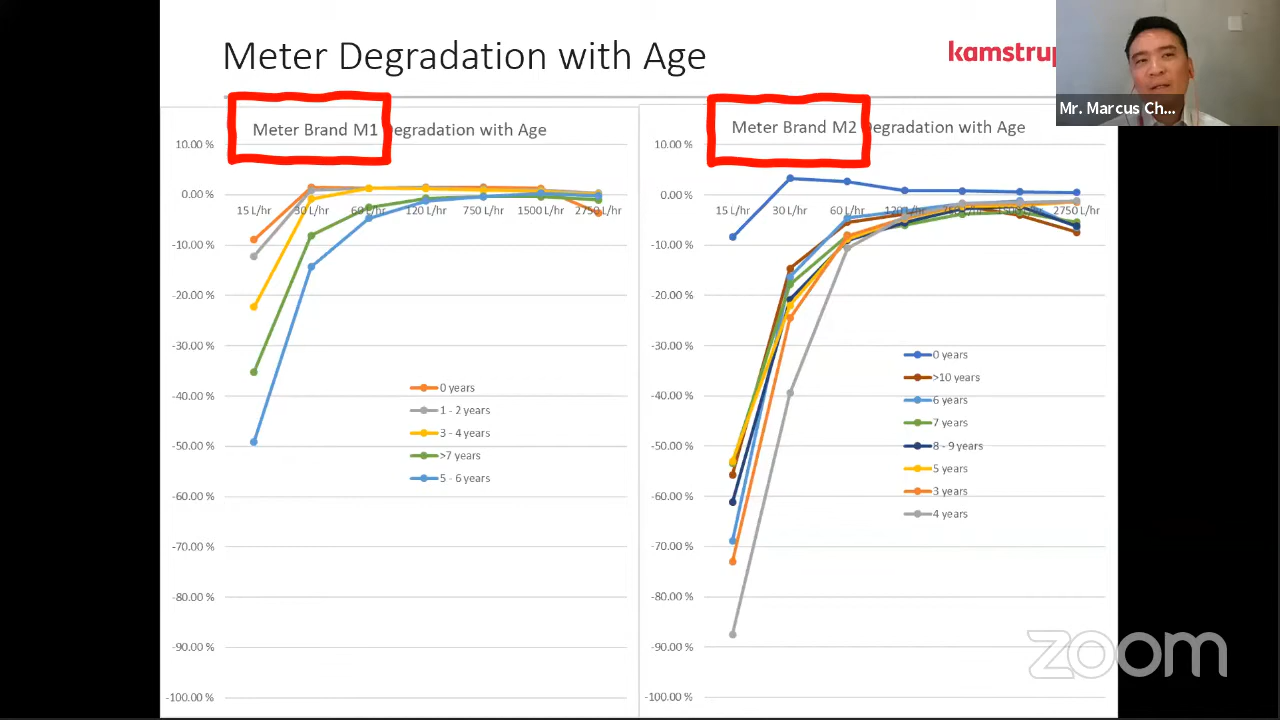 Meter Degradation with Age
kamstrup
Mr. Marcus Ch...
Meter Brand M1 Degradation with Age
10.00 %
0.00 %
-10.00 %
-20.00 %
-30.00 %
-40.00 %
-50.00 %
-60.00 %
-70.00 %
-80.00 %
-90.00 %
-100.00 %
15 L/hr 30 L/hr 60 L/hr 120 L/hr 750 L/hr 1500 L/hr 2750 L/hr
0 years
1 - 2 years
3 - 4 years
>7 years
5 - 6 years
Meter Brand M2 Degradation with Age
10.00 %
0.00 %
-10.00 %
-20.00 %
-30.00 %
-40.00 %
-50.00 %
-60.00 %
-70.00 %
-80.00 %
-90.00 %
-100.00 %
15 L/hr 30 L/hr 60 L/hr 120 L/hr 2750 L/hr
0 years
>10 years
6 years
7 years
8 - 9 years
5 years
3 years
4 years
zoom